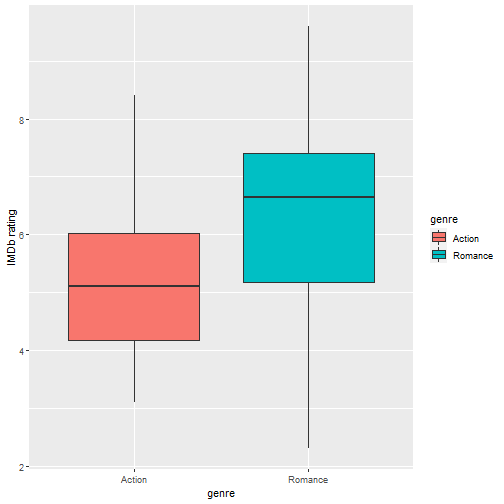 IMDb rating
8
6
4
2
Action
Romance
genre
genre
Action
Romance